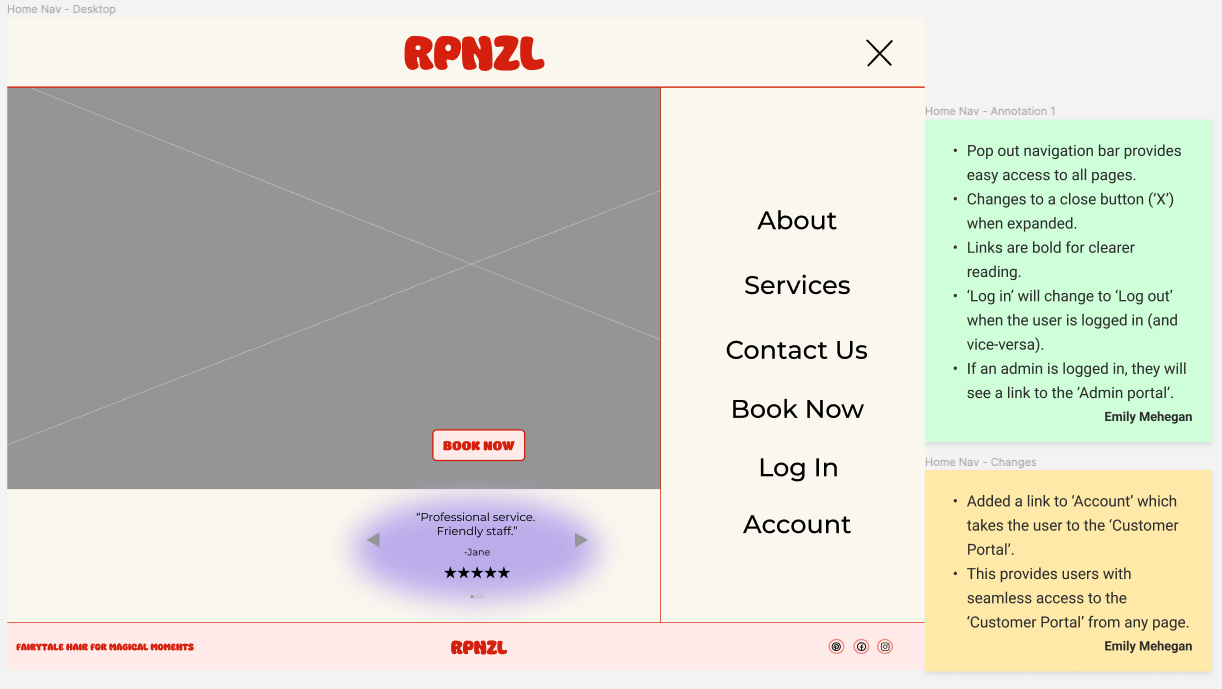 Home Nav - Desktop
RPNZL
About
Services
Contact Us
Book Now
Log In
Account
BOOK NOW
“Professional service.
Friendly staff.”
-Jane
FAIRYTALE HAIR FOR MAGICAL MOMENTS
RPNZL
Home Nav - Annotation 1
• Pop out navigation bar provides
easy access to all pages.
• Changes to a close button (‘X’)
when expanded.
• Links are bold for clearer
reading.
• ‘Log in’ will change to ‘Log out’
when the user is logged in (and
vice-versa).
• If an admin is logged in, they will
see a link to the ‘Admin portal’.
Emily Mehegan
Home Nav - Changes
• Added a link to ‘Account’ which
takes the user to the ‘Customer
Portal’.
• This provides users with
seamless access to the
‘Customer Portal’ from any page.
Emily Mehegan